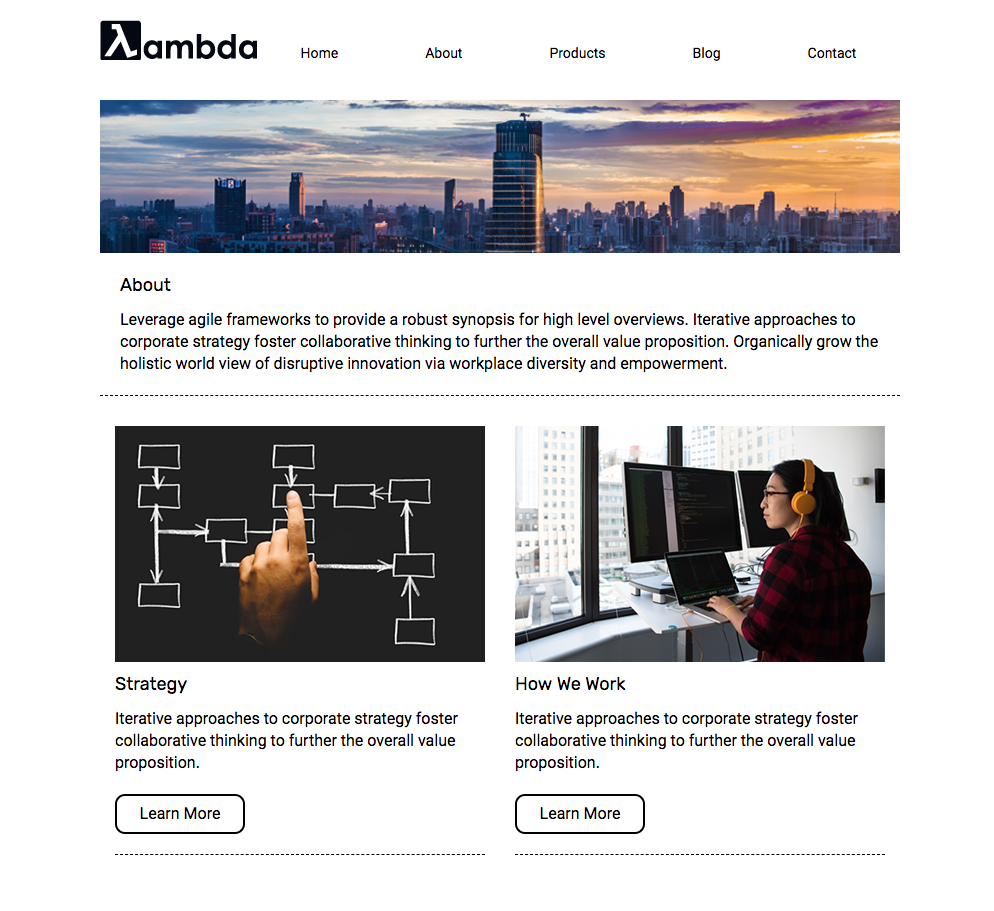 λambda
Home About Products Blog Contact
About
Leverage agile frameworks to provide a robust synopsis for high level overviews. Iterative approaches to
corporate strategy foster collaborative thinking to further the overall value proposition. Organically grow the
holistic world view of disruptive innovation via workplace diversity and empowerment.
Strategy
Iterative approaches to corporate strategy foster
collaborative thinking to further the overall value
proposition.
Learn More
How We Work
Iterative approaches to corporate strategy foster
collaborative thinking to further the overall value
proposition.
Learn More